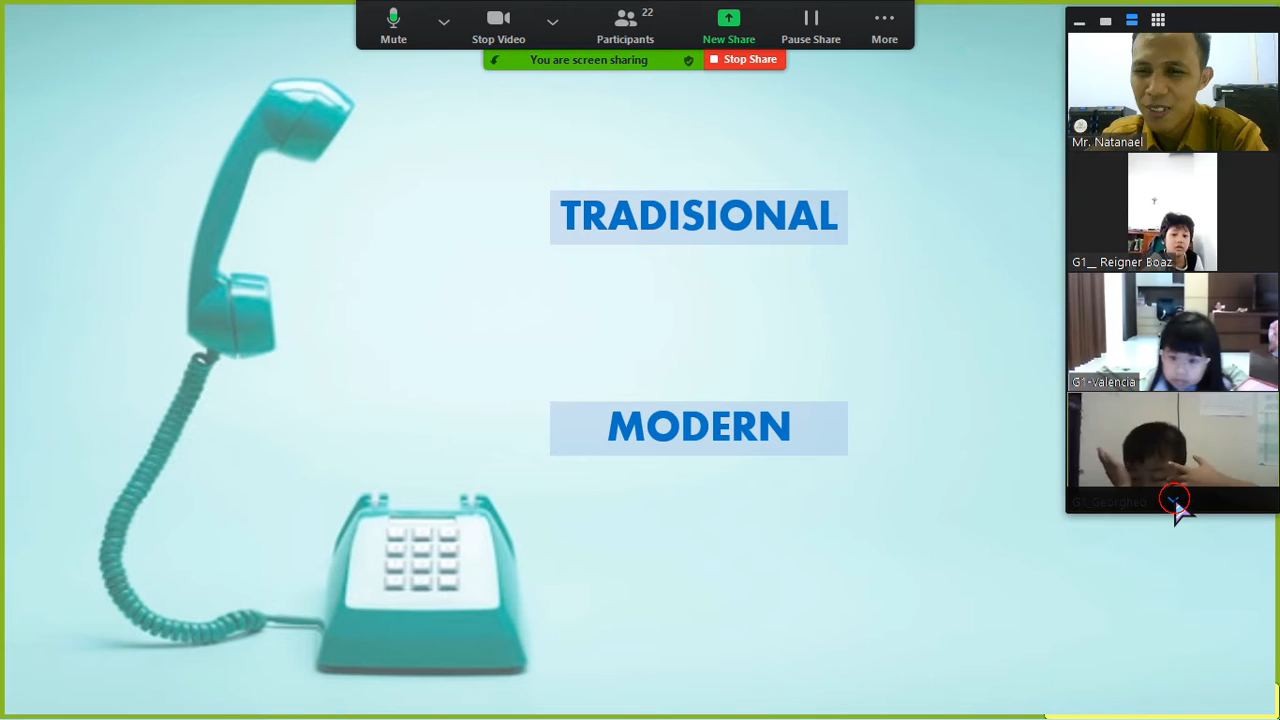 22
Mute
Stop Video
Participants
New Share
Pause Share
More
You are screen sharing
Stop Share
TRADISIONAL
MODERN
Mr. Natanael
G1__ Reigner Boaz
G1-Valencia